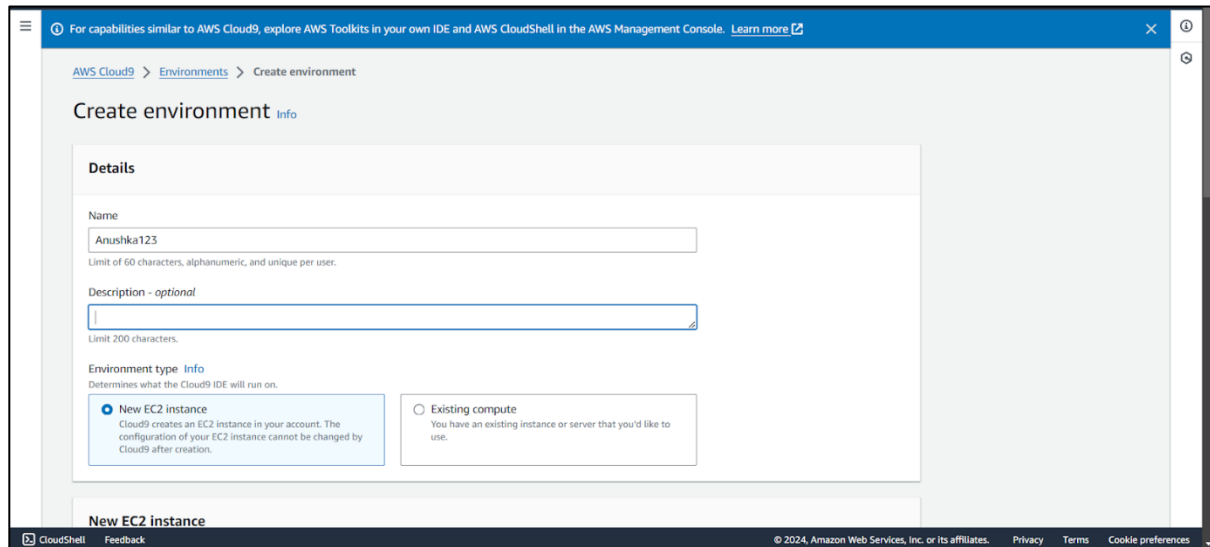 For capabilities similar to AWS Cloud9, explore AWS Toolkits in your own IDE and AWS CloudShell in the AWS Management Console. Learn more
AWS Cloud9 > Environments > Create environment
Create environment Info
Details
Name
Anushka123
Limit of 60 characters, alphanumeric, and unique per user.
Description - optional
Limit 200 characters.
Environment type Info
Determines what the Cloud9 IDE will run on.
New EC2 instance
Cloud9 creates an EC2 instance in your account. The
configuration of your EC2 instance cannot be changed by
Cloud9 after creation.
Existing compute
You have an existing instance or server that you'd like to
use.
New EC2 instance
CloudShell Feedback © 2024, Amazon Web Services, Inc. or its affiliates. Privacy Terms Cookie preferences